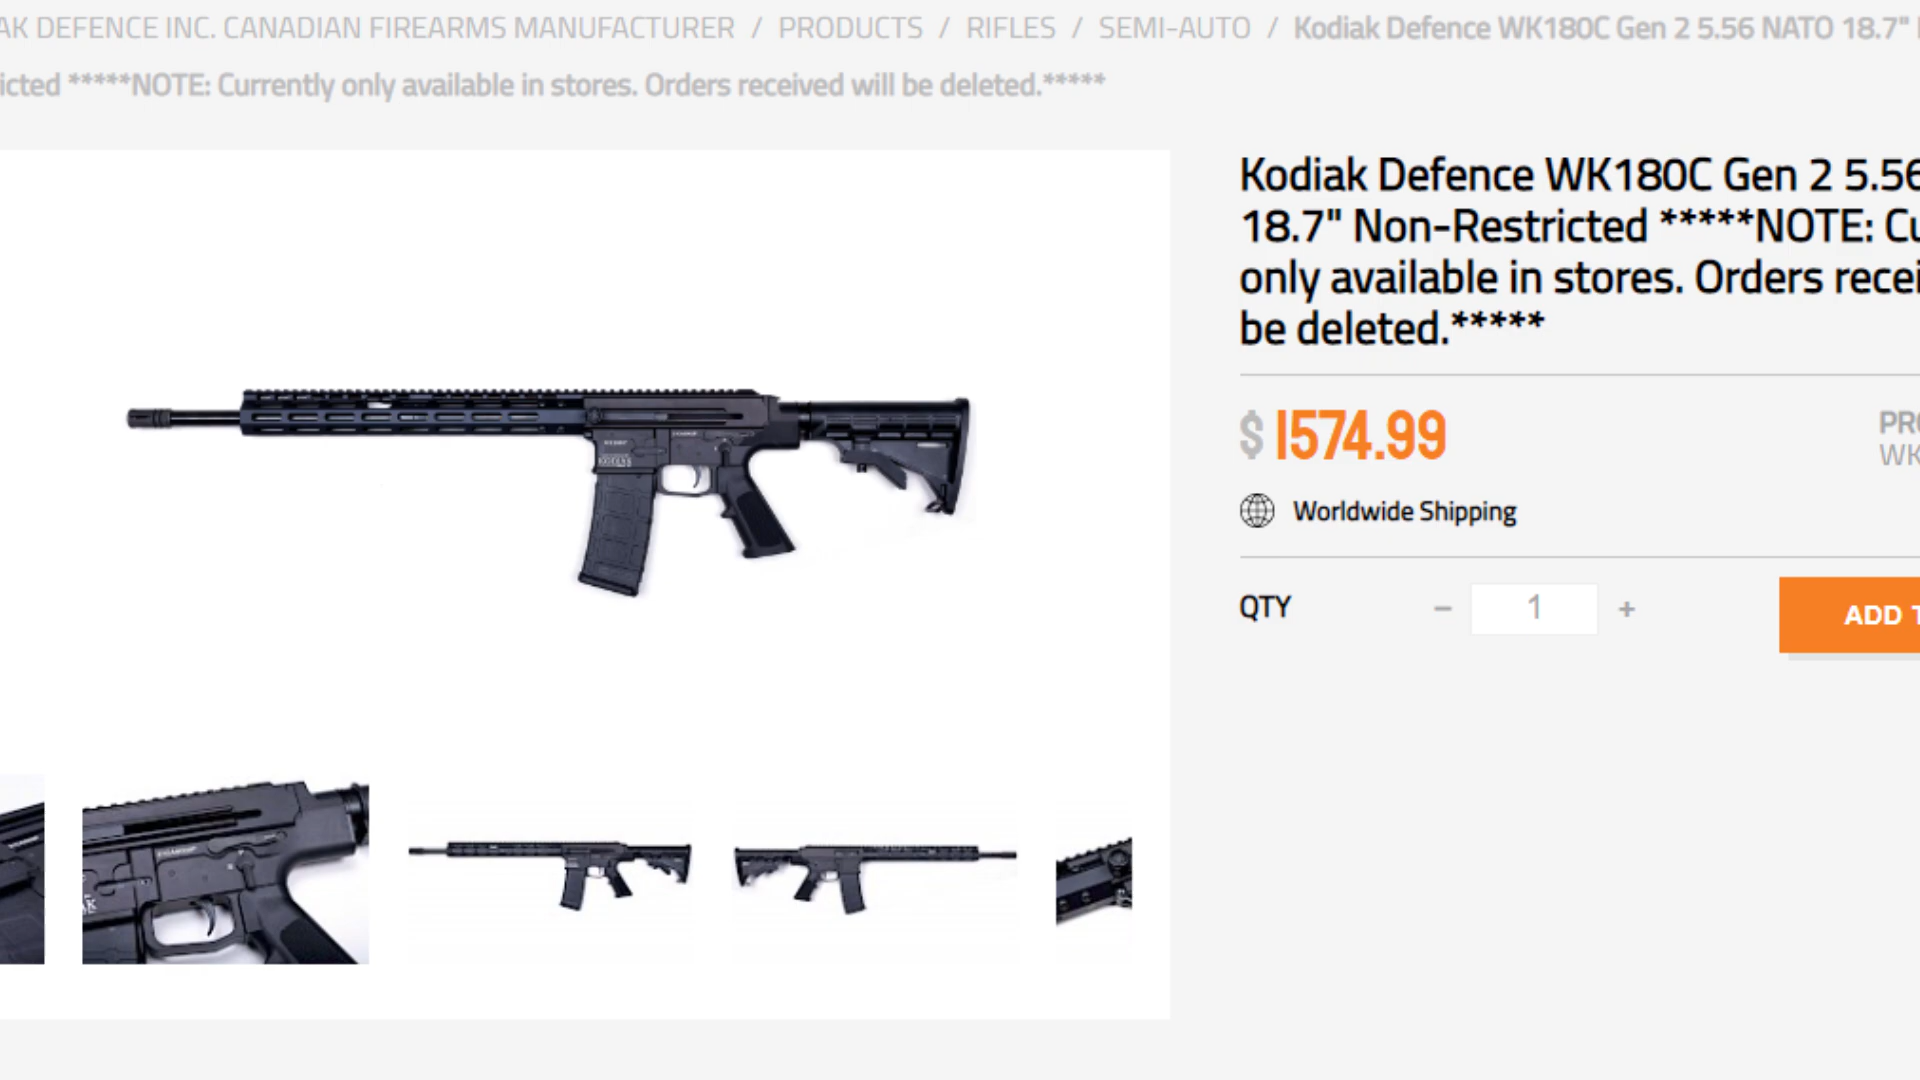 AK DEFENCE INC. CANADIAN FIREARMS MANUFACTURER / PRODUCTS / RIFLES / SEMI-AUTO / Kodiak Defence WK180C Gen 2 5.56 NATO 18.7"
icted *****NOTE: Currently only available in stores. Orders received will be deleted.*****
Kodiak Defence WK180C Gen 2 5.56
18.7" Non-Restricted *****NOTE: Cu
only available in stores. Orders recei
be deleted.*****
$ 1574.99
PRO
WK
Worldwide Shipping
QTY
− 1 +
ADD T